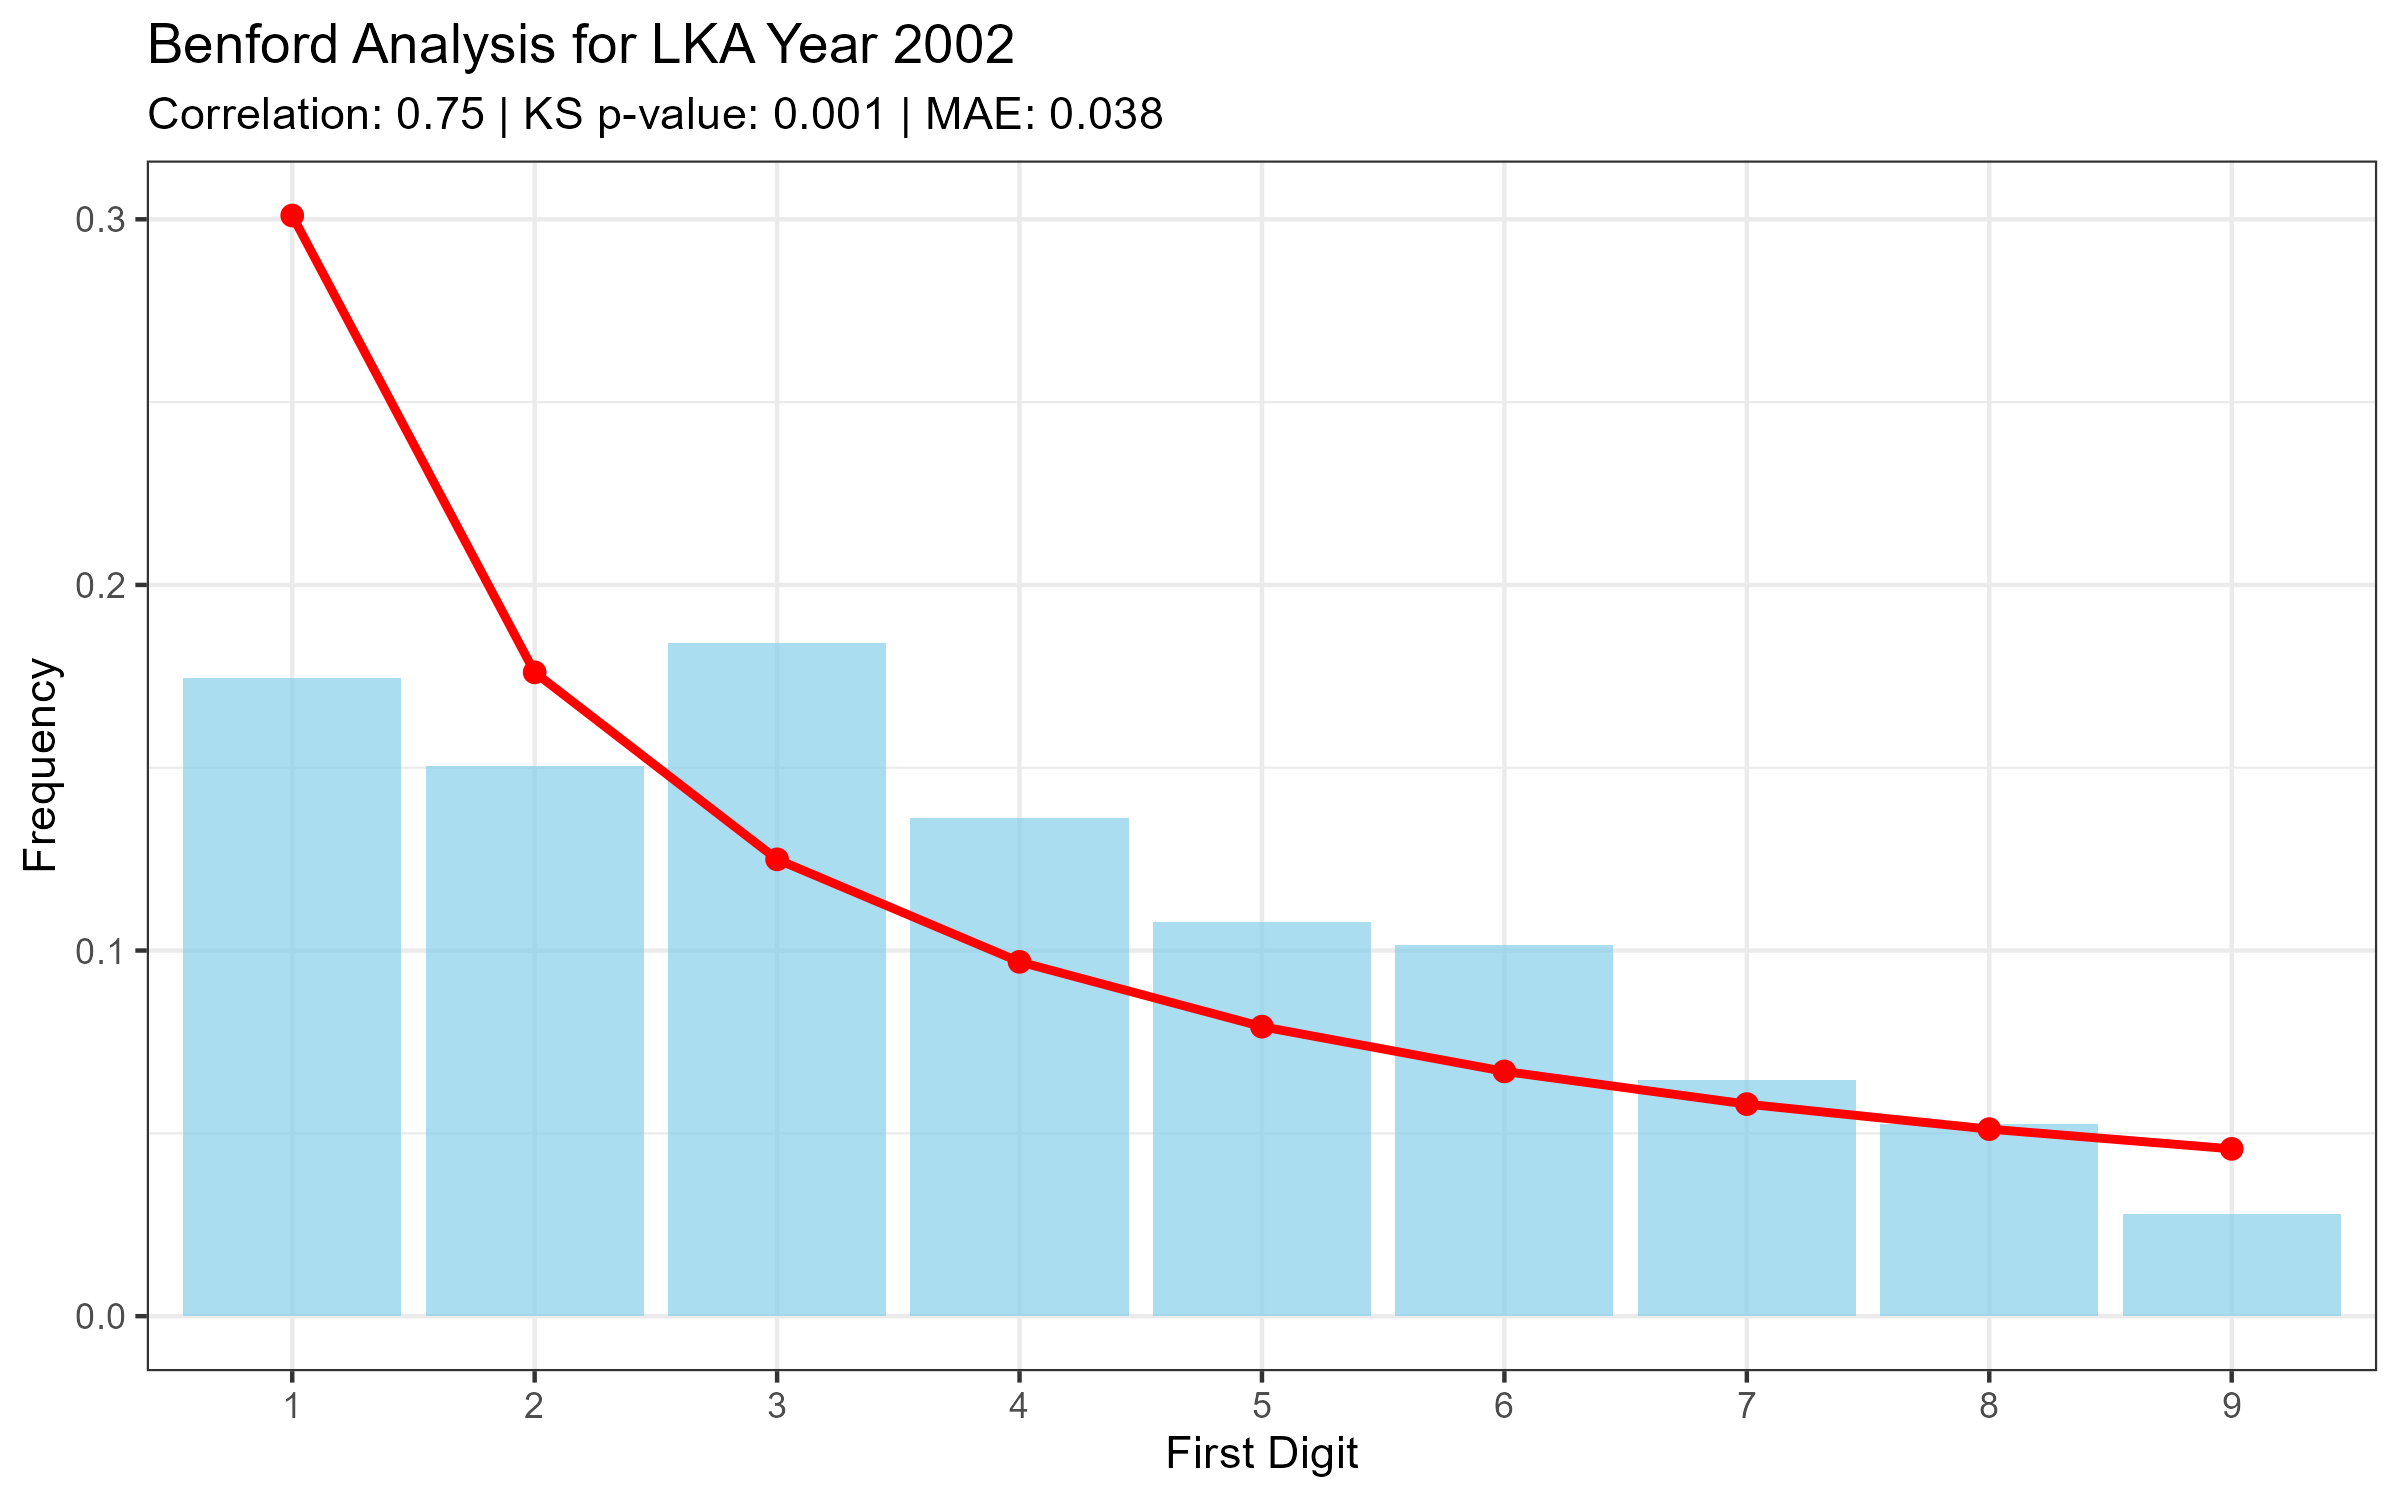 Benford Analysis for LKA Year 2002
Correlation: 0.75 | KS p-value: 0.001 | MAE: 0.038
0.3
0.2
0.1
0.0
Frequency
1 2 3 4 5 6 7 8 9
First Digit